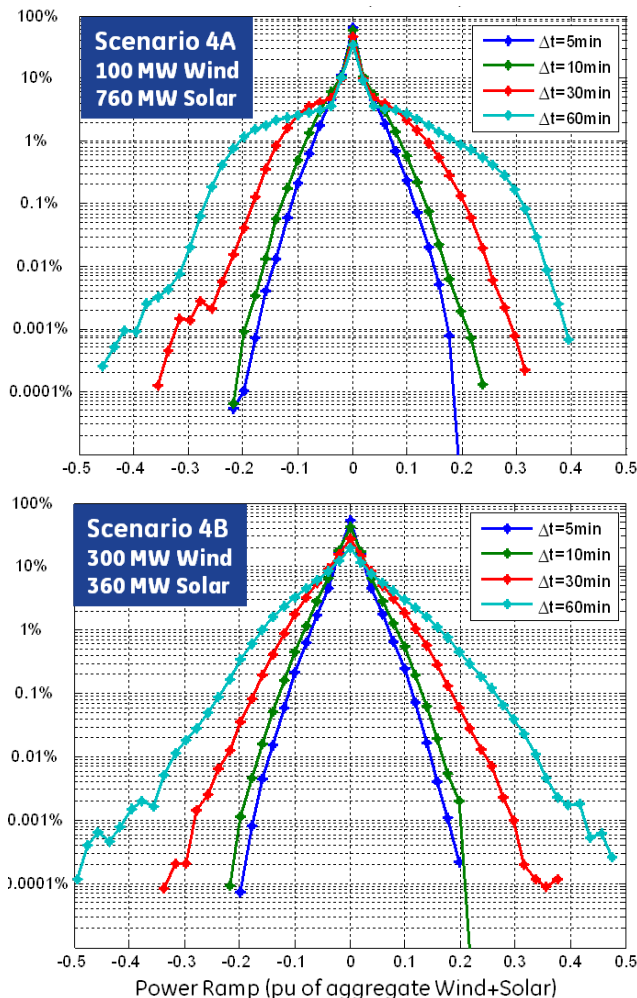 100%
10%
1%
0.1%
0.01%
0.001%
0.0001%
Scenario 4A
100 MW Wind
760 MW Solar
Δt=5min
Δt=10min
Δt=30min
Δt=60min
-0.5 -0.4 -0.3 -0.2 -0.1 0 0.1 0.2 0.3 0.4 0.5
100%
10%
1%
0.1%
0.01%
0.001%
0.0001%
Scenario 4B
300 MW Wind
360 MW Solar
Δt=5min
Δt=10min
Δt=30min
Δt=60min
-0.5 -0.4 -0.3 -0.2 -0.1 0 0.1 0.2 0.3 0.4 0.5
Power Ramp (pu of aggregate Wind+Solar)